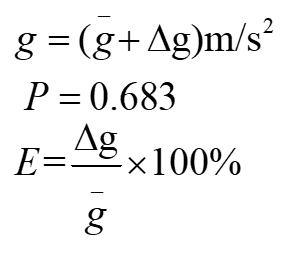 g = (ḡ + Δg)m/s²
P = 0.683
E = Δg/ḡ × 100%